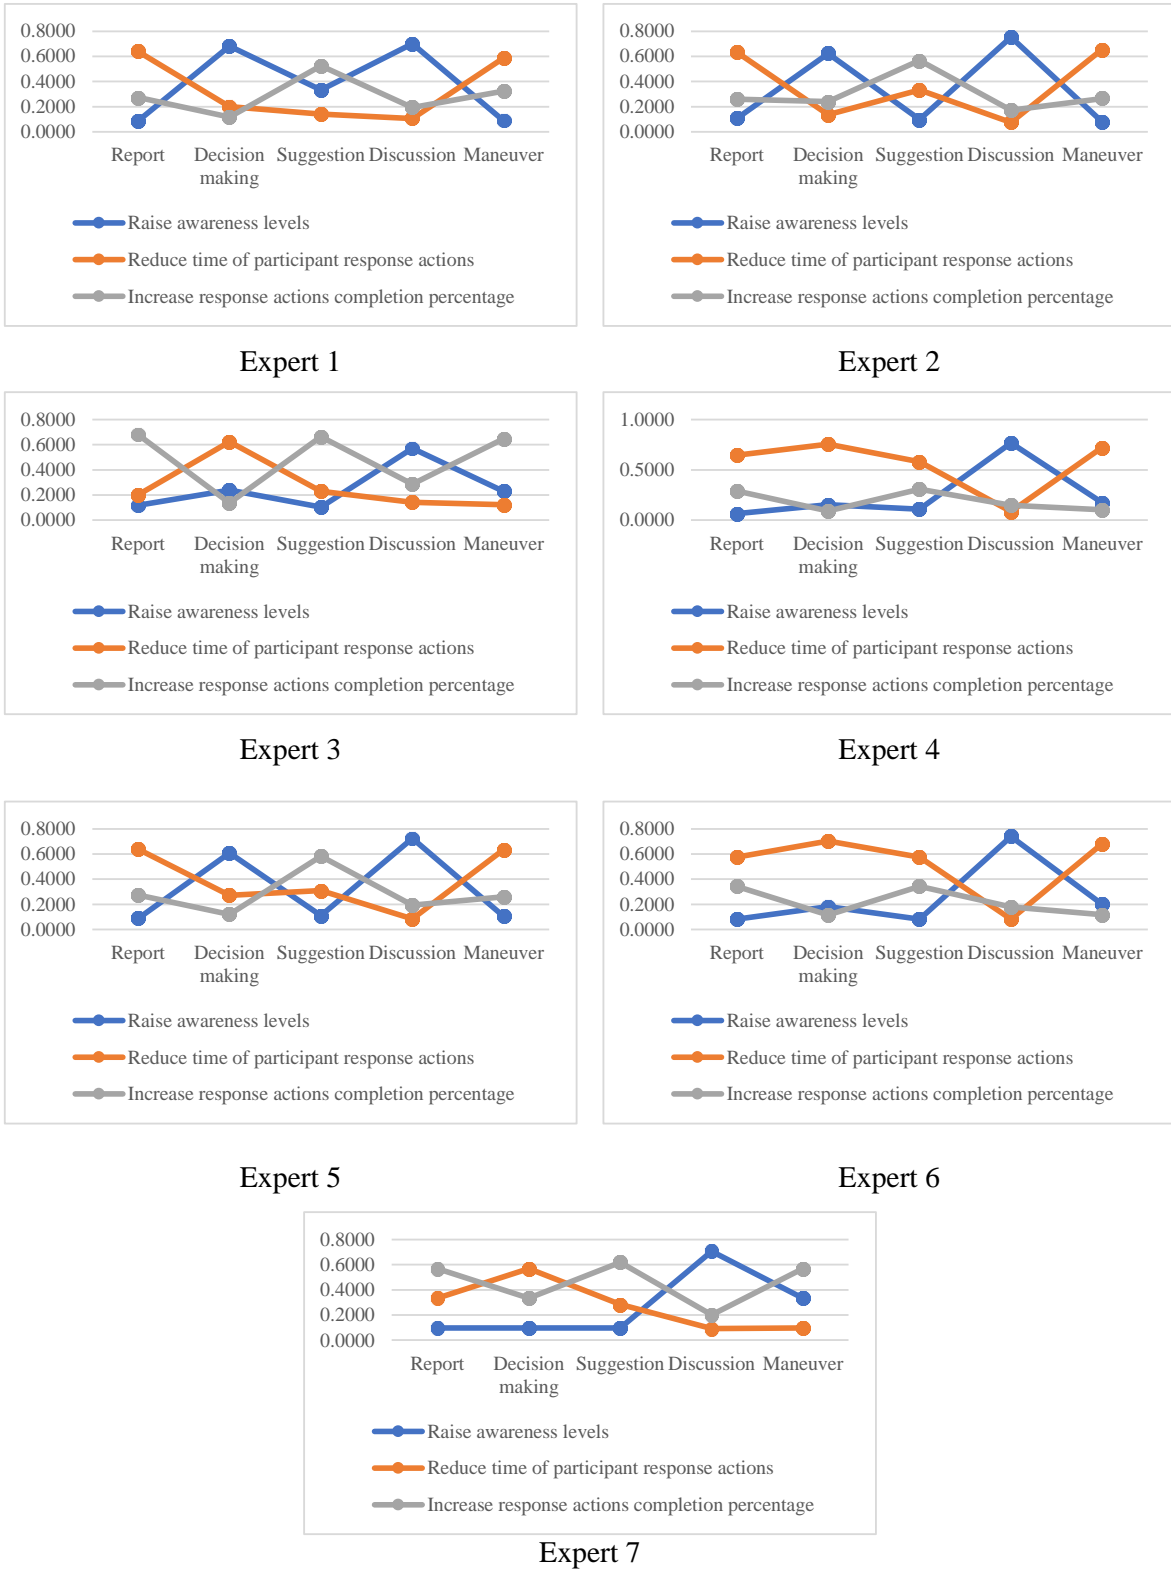 0.8000
0.6000
0.4000
0.2000
0.0000
Report Decision Suggestion Discussion Maneuver
making
Raise awareness levels
Reduce time of participant response actions
Increase response actions completion percentage
Expert 1
0.8000
0.6000
0.4000
0.2000
0.0000
Report Decision Suggestion Discussion Maneuver
making
Raise awareness levels
Reduce time of participant response actions
Increase response actions completion percentage
Expert 2
0.8000
0.6000
0.4000
0.2000
0.0000
Report Decision Suggestion Discussion Maneuver
making
Raise awareness levels
Reduce time of participant response actions
Increase response actions completion percentage
Expert 3
1.0000
0.5000
0.0000
Report Decision Suggestion Discussion Maneuver
making
Raise awareness levels
Reduce time of participant response actions
Increase response actions completion percentage
Expert 4
0.8000
0.6000
0.4000
0.2000
0.0000
Report Decision Suggestion Discussion Maneuver
making
Raise awareness levels
Reduce time of participant response actions
Increase response actions completion percentage
Expert 5
0.8000
0.6000
0.4000
0.2000
0.0000
Report Decision Suggestion Discussion Maneuver
making
Raise awareness levels
Reduce time of participant response actions
Increase response actions completion percentage
Expert 6
0.8000
0.6000
0.4000
0.2000
0.0000
Report Decision Suggestion Discussion Maneuver
making
Raise awareness levels
Reduce time of participant response actions
Increase response actions completion percentage
Expert 7